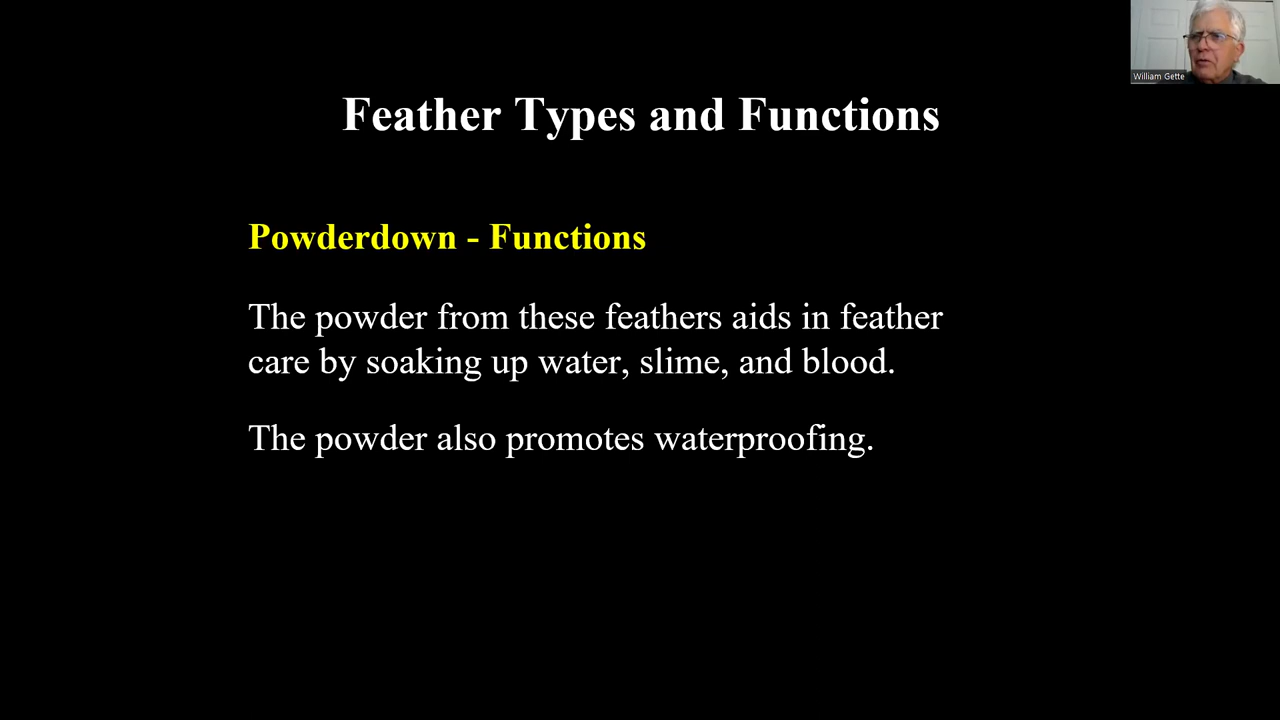 William Gette
Feather Types and Functions
Powderdown - Functions
The powder from these feathers aids in feather
care by soaking up water, slime, and blood.
The powder also promotes waterproofing.